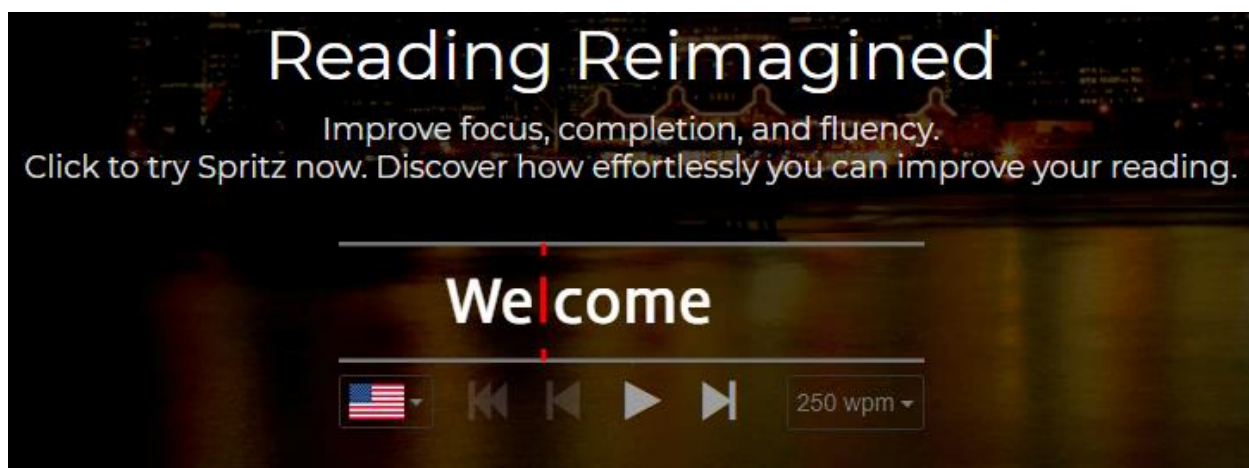 Reading Reimagined
Improve focus, completion, and fluency.
Click to try Spritz now. Discover how effortlessly you can improve your reading.
Welcome
250 wpm